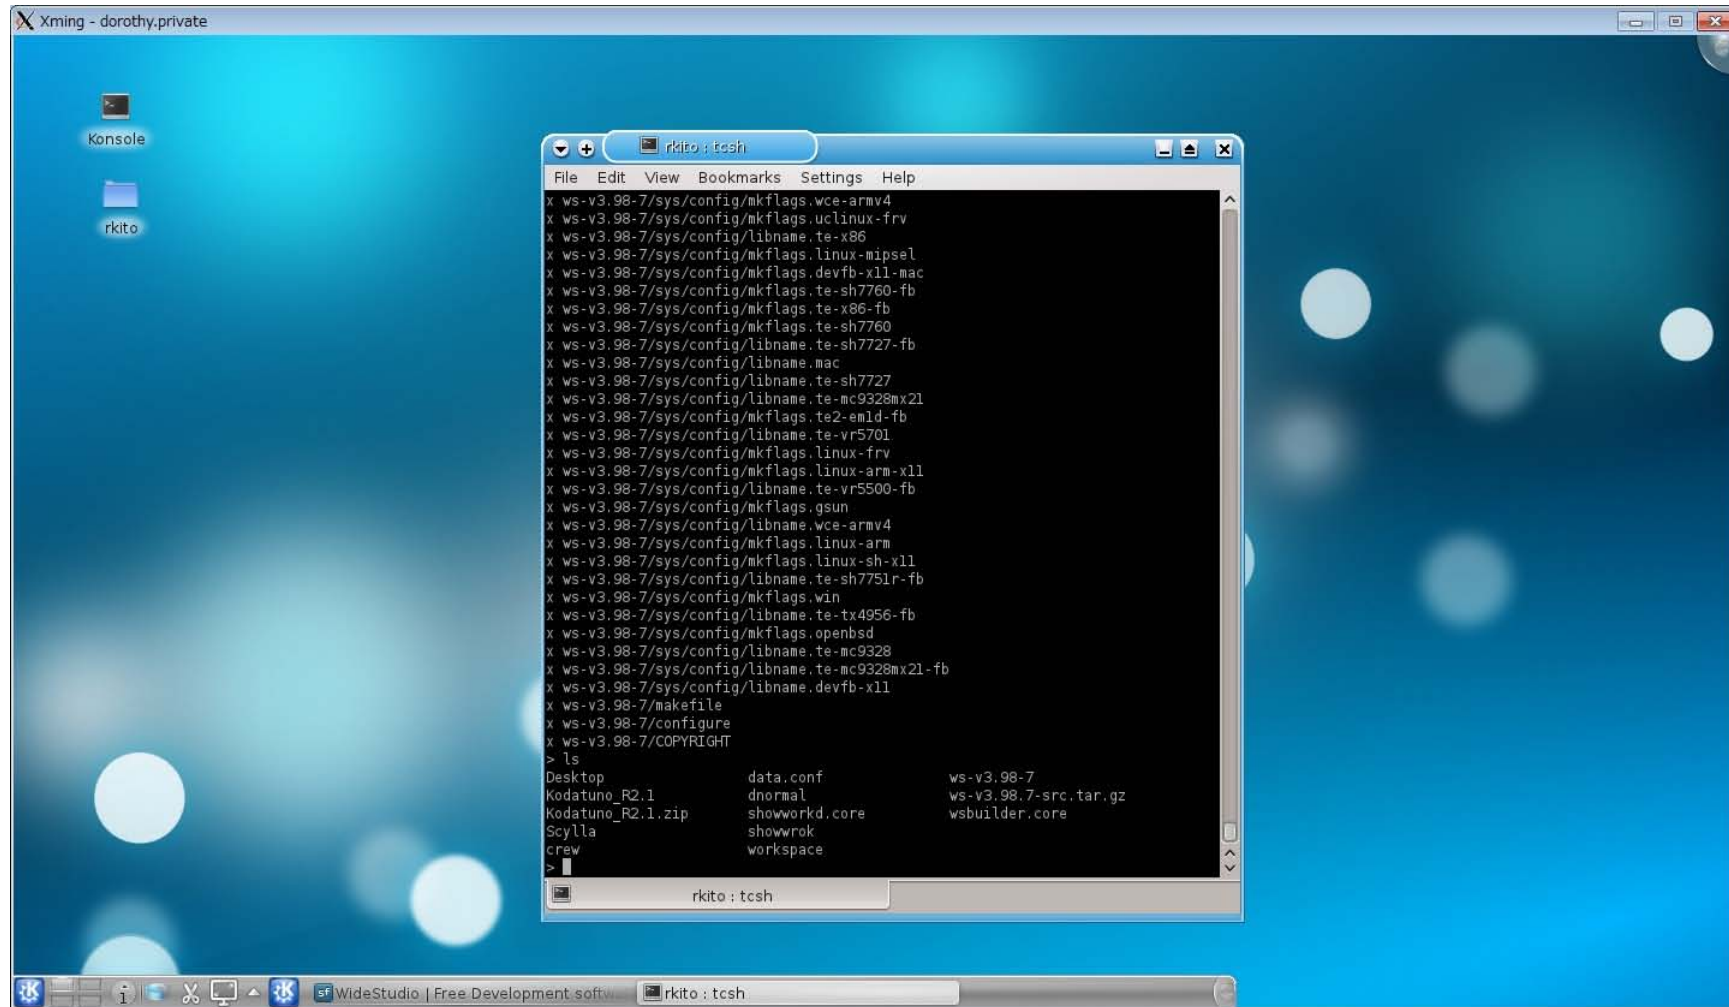 Xming - dorothy.private
Konsole
rkito
rkito : tcsh
File Edit View Bookmarks Settings Help
x ws-v3.98-7/sys/config/mkflags.wce-armv4
x ws-v3.98-7/sys/config/mkflags.uclinux-frv
x ws-v3.98-7/sys/config/libname.te-x86
x ws-v3.98-7/sys/config/mkflags.linux-mipsel
x ws-v3.98-7/sys/config/mkflags.devfb-x11-mac
x ws-v3.98-7/sys/config/mkflags.te-sh7760-fb
x ws-v3.98-7/sys/config/mkflags.te-x86-fb
x ws-v3.98-7/sys/config/mkflags.te-sh7760
x ws-v3.98-7/sys/config/libname.te-sh7727-fb
x ws-v3.98-7/sys/config/libname.mac
x ws-v3.98-7/sys/config/libname.te-sh7727
x ws-v3.98-7/sys/config/libname.te-mc9328mx21
x ws-v3.98-7/sys/config/mkflags.te2-em1d-fb
x ws-v3.98-7/sys/config/libname.te-vr5701
x ws-v3.98-7/sys/config/mkflags.linux-frv
x ws-v3.98-7/sys/config/mkflags.linux-arm-x11
x ws-v3.98-7/sys/config/libname.te-vr5500-fb
x ws-v3.98-7/sys/config/mkflags.gsun
x ws-v3.98-7/sys/config/libname.wce-armv4
x ws-v3.98-7/sys/config/mkflags.linux-arm
x ws-v3.98-7/sys/config/mkflags.linux-sh-x11
x ws-v3.98-7/sys/config/libname.te-sh7751r-fb
x ws-v3.98-7/sys/config/mkflags.win
x ws-v3.98-7/sys/config/libname.te-tx4956-fb
x ws-v3.98-7/sys/config/mkflags.openbsd
x ws-v3.98-7/sys/config/libname.te-mc9328
x ws-v3.98-7/sys/config/libname.te-mc9328mx21-fb
x ws-v3.98-7/sys/config/libname.devfb-x11
x ws-v3.98-7/makefile
x ws-v3.98-7/configure
x ws-v3.98-7/COPYRIGHT
> ls
Desktop data.conf ws-v3.98-7
Kodatuno_R2.1 dnormal ws-v3.98.7-src.tar.gz
Kodatuno_R2.1.zip showworkd.core wsbuilder.core
Scylla showwrok
crew workspace
>
rkito : tcsh
WideStudio | Free Development softw
rkito : tcsh